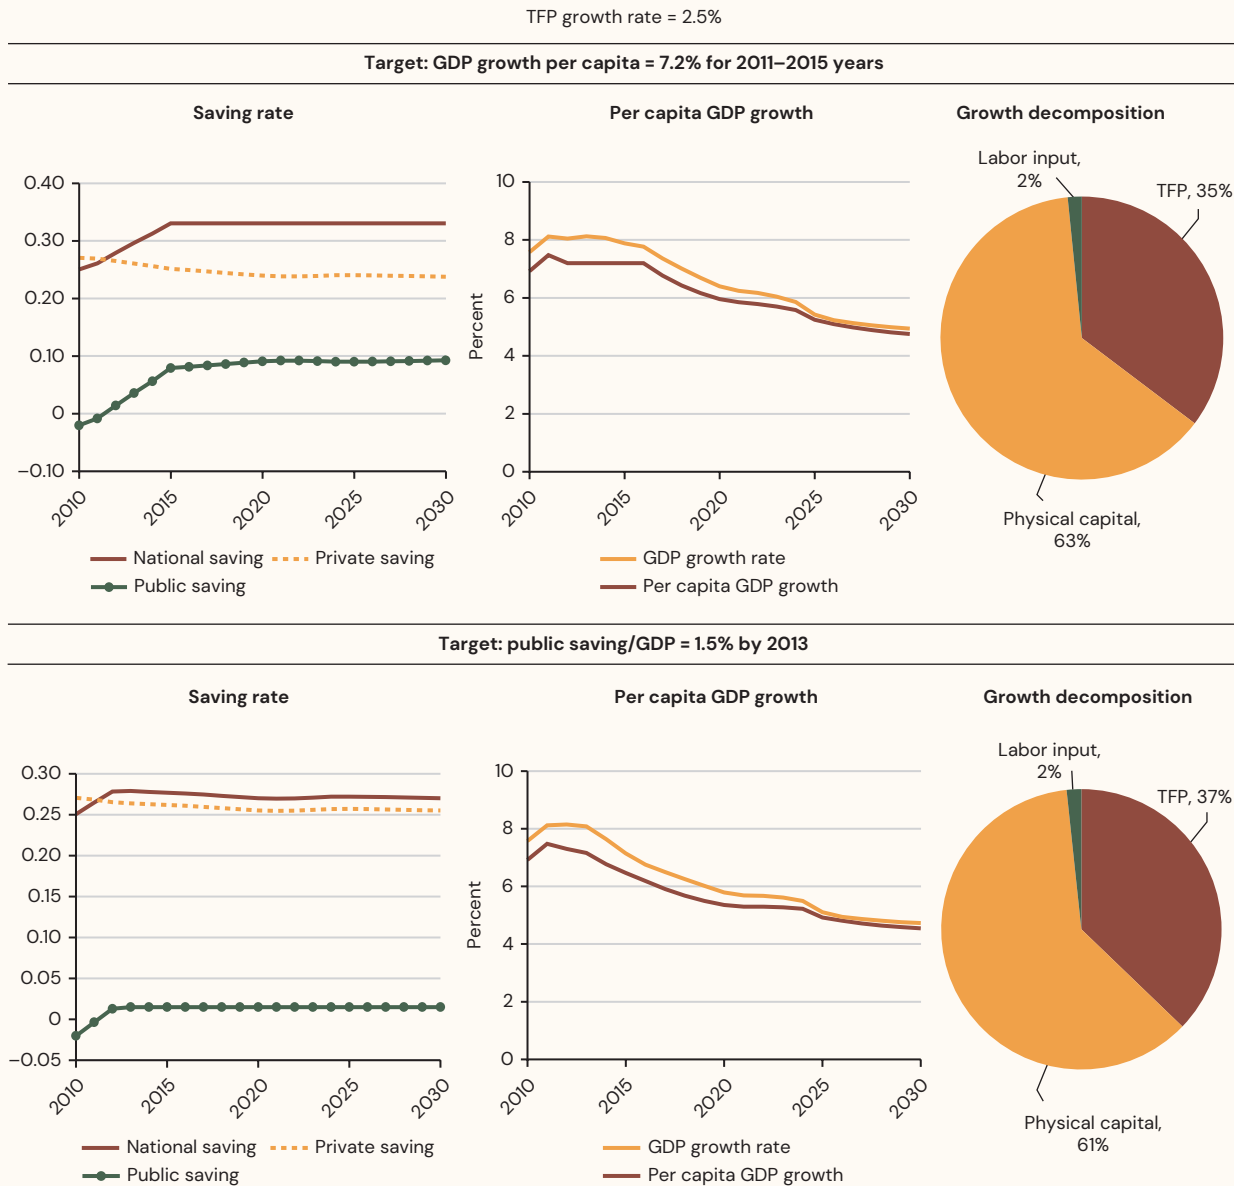 TFP growth rate = 2.5%
Target: GDP growth per capita = 7.2% for 2011–2015 years
Saving rate
0.40
0.30
0.20
0.10
0
–0.10
2010
2015
2020
2025
2030
National saving
Private saving
Public saving
Per capita GDP growth
Percent
10
8
6
4
2
0
2010
2015
2020
2025
2030
GDP growth rate
Per capita GDP growth
Growth decomposition
Labor input,
2%
TFP, 35%
Physical capital,
63%
Target: public saving/GDP = 1.5% by 2013
Saving rate
0.30
0.25
0.20
0.15
0.10
0.05
0
–0.05
2010
2015
2020
2025
2030
National saving
Private saving
Public saving
Per capita GDP growth
Percent
10
8
6
4
2
0
2010
2015
2020
2025
2030
GDP growth rate
Per capita GDP growth
Growth decomposition
Labor input,
2%
TFP, 37%
Physical capital,
61%